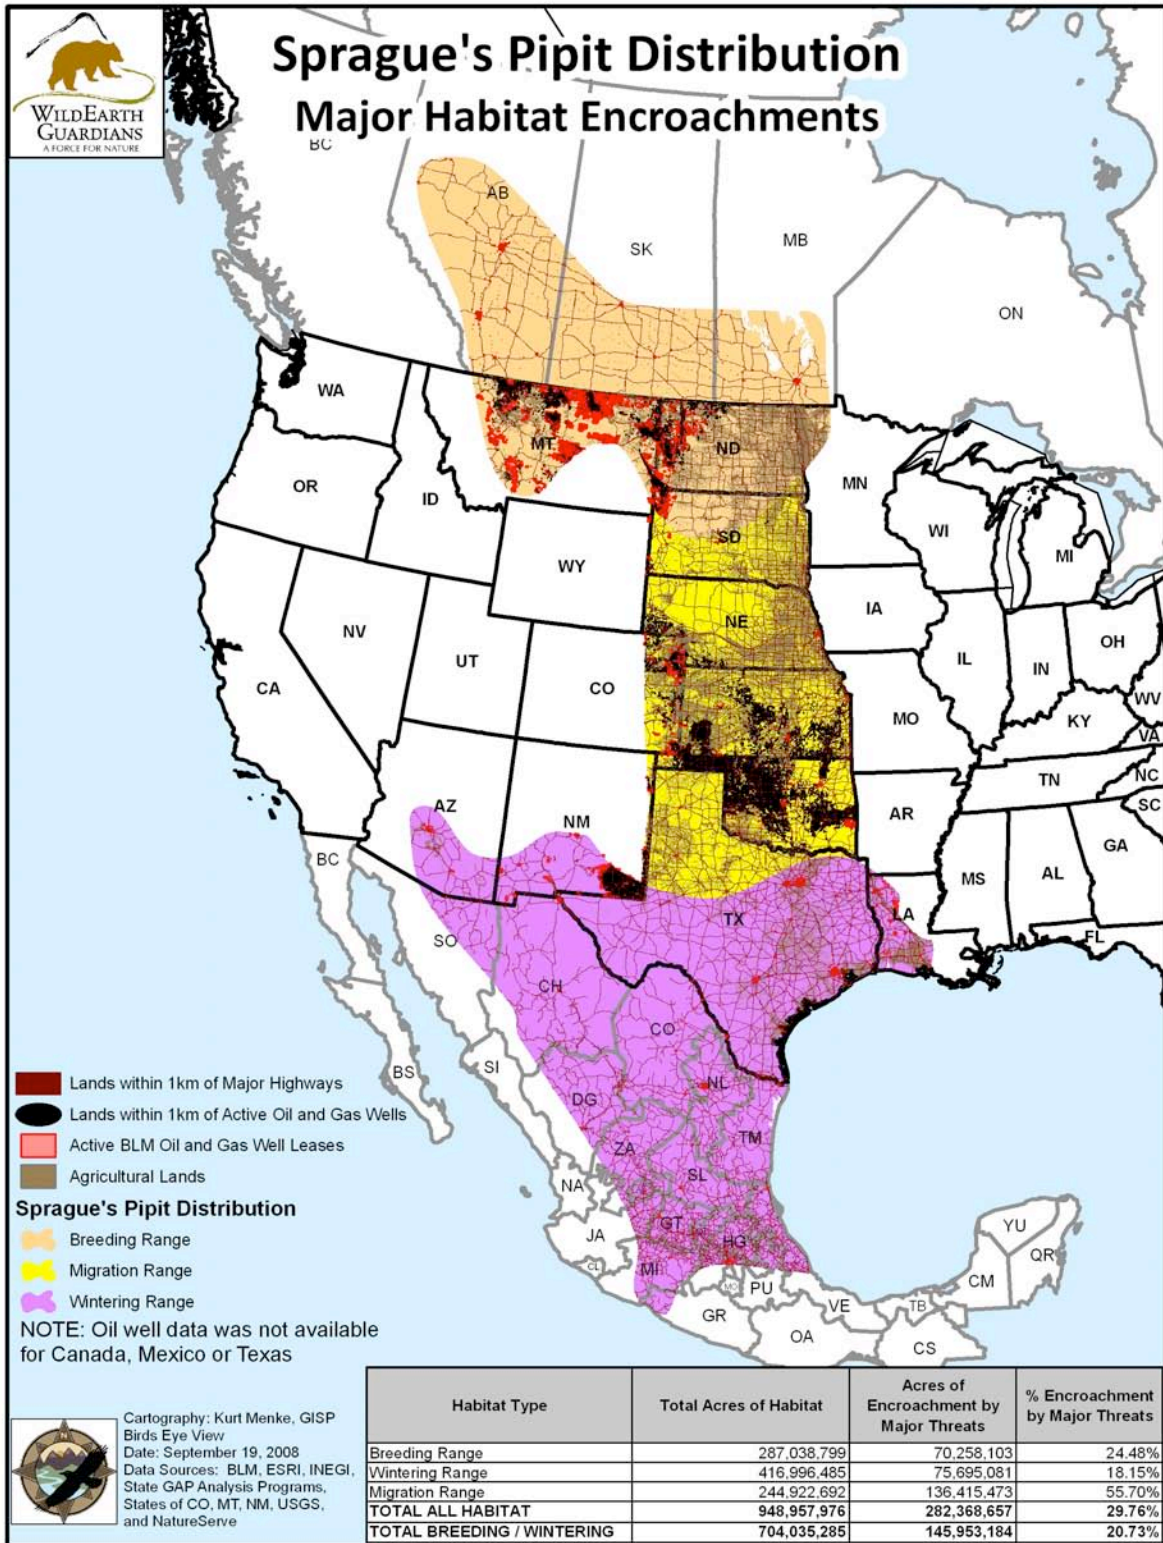 WILDEARTH
GUARDIANS
A FORCE FOR NATURE
Sprague's Pipit Distribution
Major Habitat Encroachments
BC
AB
SK
MB
ON
WA
MT
ND
MN
OR
ID
SD
WI
MI
WY
NE
IA
NV
UT
CO
IL
IN
OH
CA
MO
KY
WV
VA
AZ
NM
AR
TN
NC
SC
BC
MS
AL
GA
TX
LA
FL
SO
CH
CO
BS
SI
NL
DG
ZA
TM
SL
NA
GT
HG
JA
CL
MI
MO
PU
GR
VE
OA
TB
CS
CM
YU
QR
Lands within 1km of Major Highways
Lands within 1km of Active Oil and Gas Wells
Active BLM Oil and Gas Well Leases
Agricultural Lands
Sprague's Pipit Distribution
Breeding Range
Migration Range
Wintering Range
NOTE: Oil well data was not available
for Canada, Mexico or Texas
Cartography: Kurt Menke, GISP
Birds Eye View
Date: September 19, 2008
Data Sources: BLM, ESRI, INEGI,
State GAP Analysis Programs,
States of CO, MT, NM, USGS,
and NatureServe
Habitat Type Total Acres of Habitat Acres of Encroachment by Major Threats % Encroachment by Major Threats
Breeding Range 287,038,799 70,258,103 24.48%
Wintering Range 416,996,485 75,695,081 18.15%
Migration Range 244,922,692 136,415,473 55.70%
TOTAL ALL HABITAT 948,957,976 282,368,657 29.76%
TOTAL BREEDING / WINTERING 704,035,285 145,953,184 20.73%